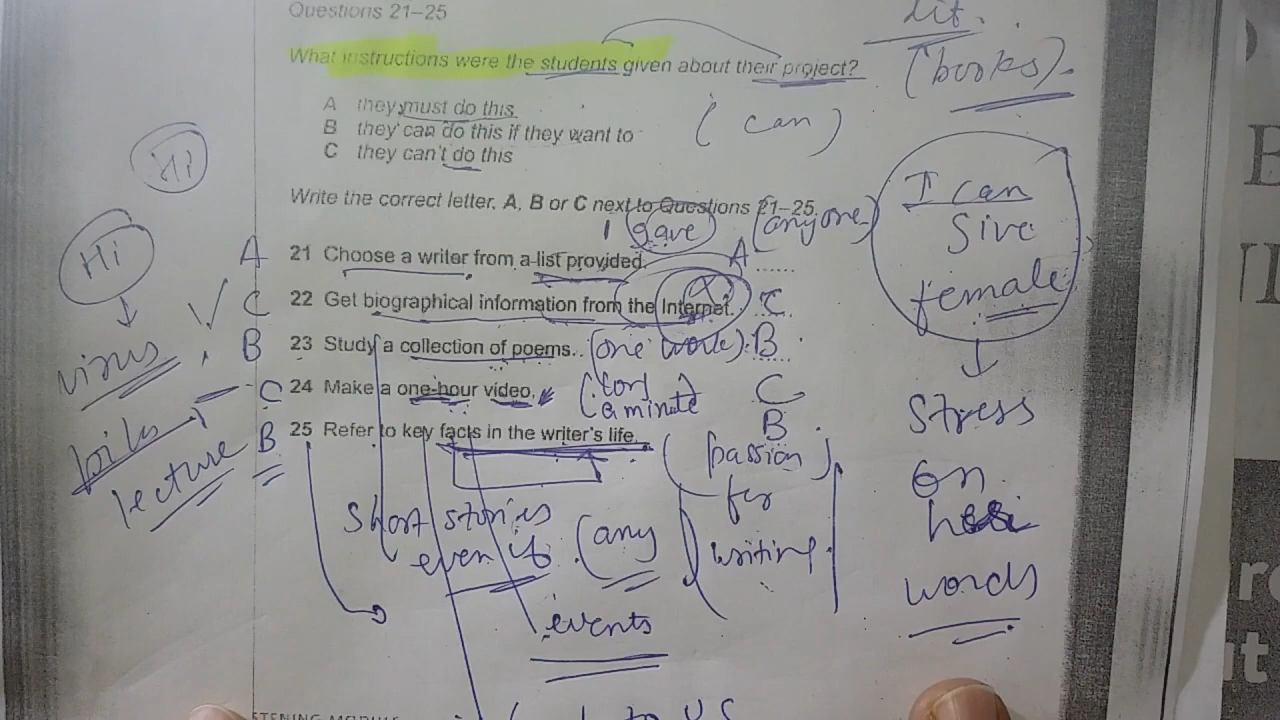 Questions 21–25
lit.
What instructions were the students given about their project?
(books).
A they must do this
B they can do this if they want to
(can)
C they can't do this
Hi
Write the correct letter, A, B or C next to Questions 21–25.
I can
give
female
1 gave (anyone)
Hi
A 21 Choose a writer from a list provided. A ......
C 22 Get biographical information from the Internet. C
virus
B 23 Study a collection of poems. (one work). B
C 24 Make a one-hour video. C
a minute
B 25 Refer to key facts in the writer's life. B
lecture
(passion
for
writing.
stress
on
words
short stories
even if (any
events
to US